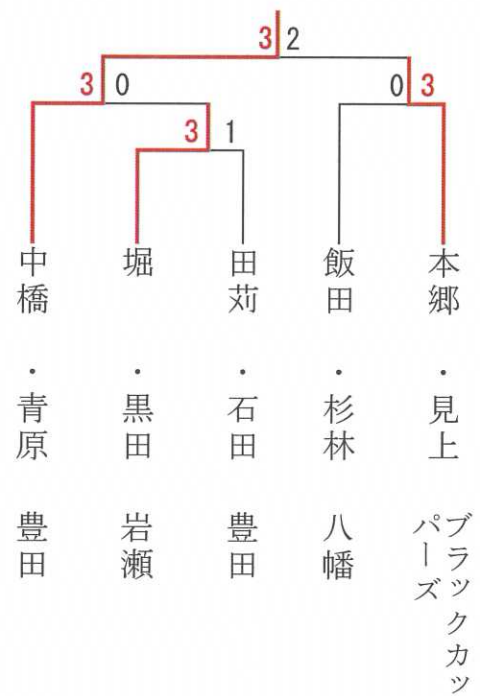 3 2
3 0
0 3
3 1
中橋・青原 豊田
堀・黒田 岩瀬
田苅・石田 豊田
飯田・杉林 八幡
本郷・見上 ブラックカッパーズ